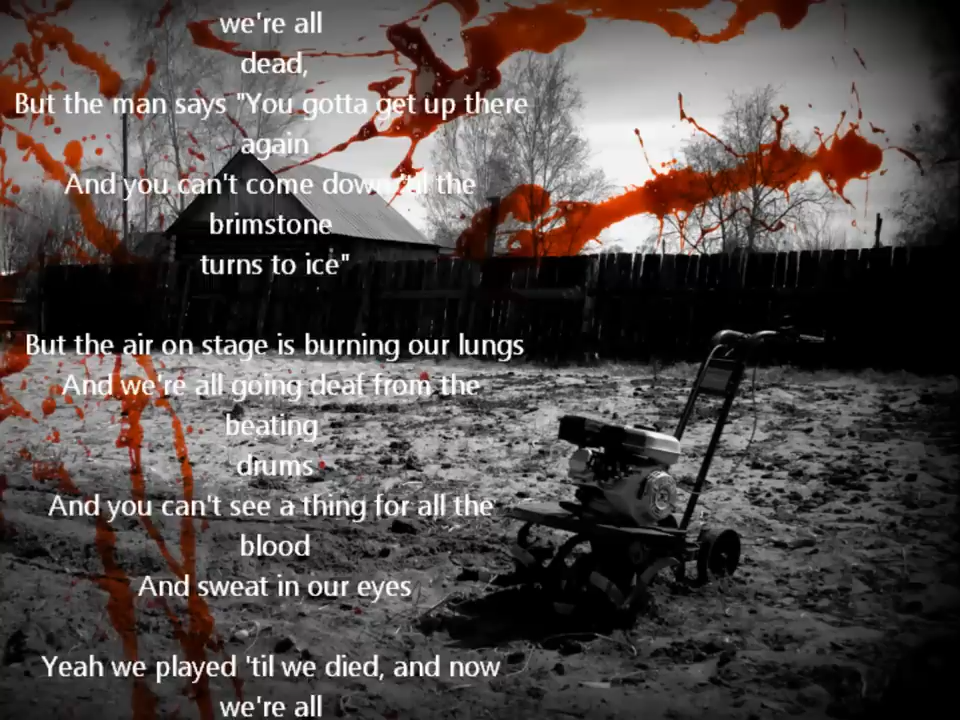 we're all
dead,
But the man says "You gotta get up there
again
And you can't come down 'til the
brimstone
turns to ice"
But the air on stage is burning our lungs
And we're all going deaf from the
beating
drums
And you can't see a thing for all the
blood
And sweat in our eyes
Yeah we played 'til we died, and now
we're all